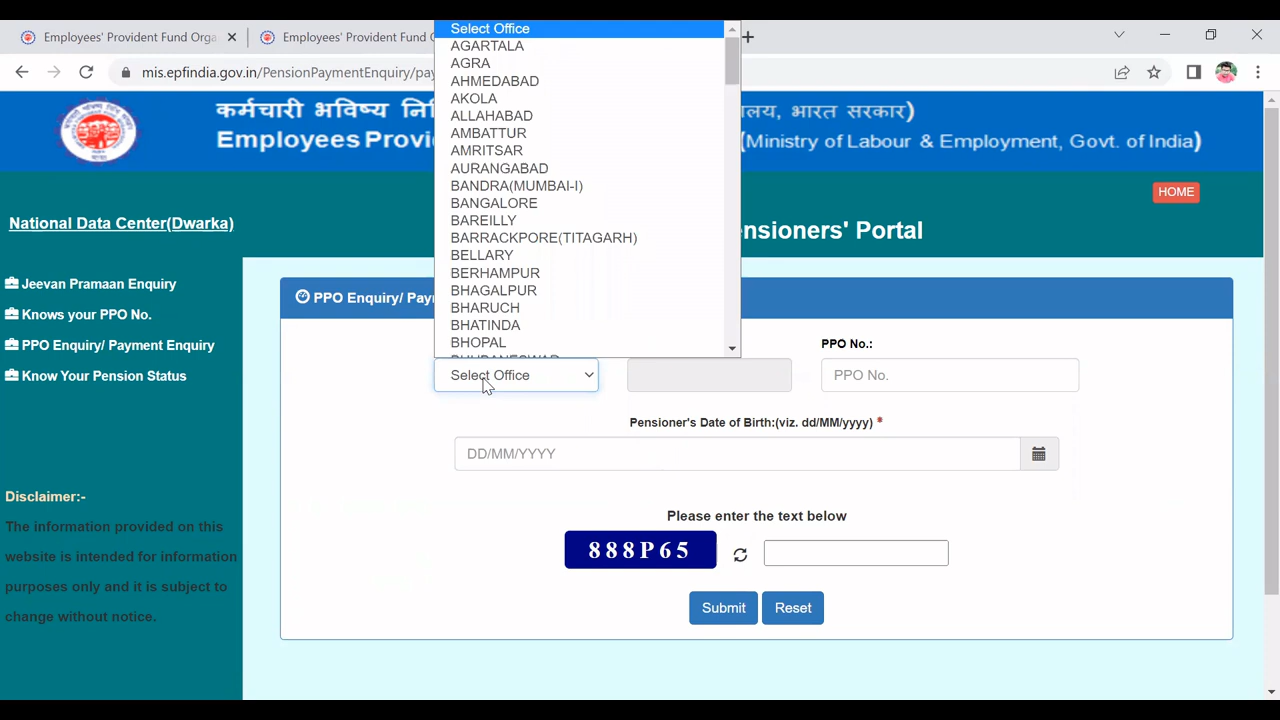 Employees' Provident Fund Orga
Employees' Provident Fund O
mis.epfindia.gov.in/PensionPaymentEnquiry/pay
कर्मचारी भविष्य नि
लय, भारत सरकार)
Employees Provi
(Ministry of Labour & Employment, Govt. of India)
HOME
National Data Center(Dwarka)
nsioners' Portal
Jeevan Pramaan Enquiry
Knows your PPO No.
PPO Enquiry/ Payment Enquiry
Know Your Pension Status
Disclaimer:-
The information provided on this
website is intended for information
purposes only and it is subject to
change without notice.
PPO Enquiry/ Payr
Select Office
AGARTALA
AGRA
AHMEDABAD
AKOLA
ALLAHABAD
AMBATTUR
AMRITSAR
AURANGABAD
BANDRA(MUMBAI-I)
BANGALORE
BAREILLY
BARRACKPORE(TITAGARH)
BELLARY
BERHAMPUR
BHAGALPUR
BHARUCH
BHATINDA
BHOPAL
BHUBANESWAR
Select Office
PPO No.:
PPO No.
Pensioner's Date of Birth:(viz. dd/MM/yyyy) *
DD/MM/YYYY
Please enter the text below
888P65
Submit Reset